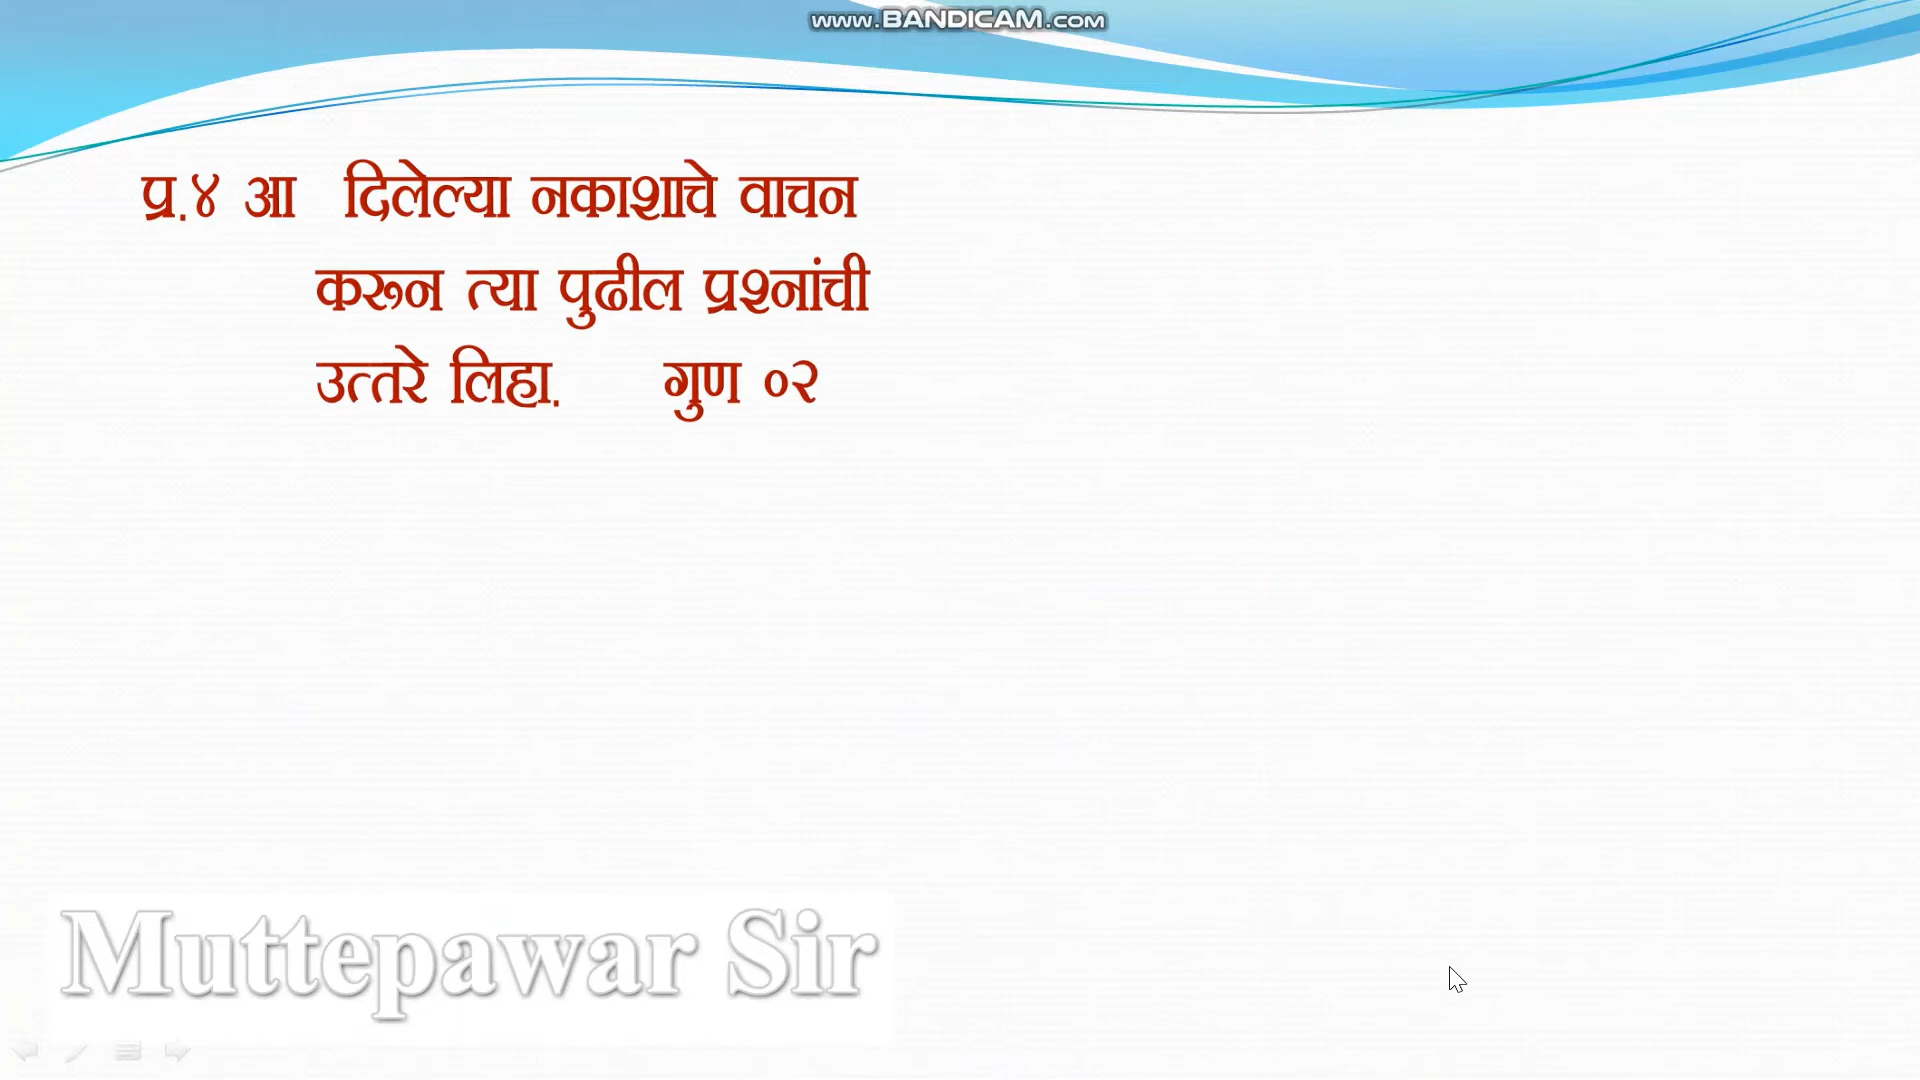 www.BANDICAM.com
प्र.४ आ दिलेल्या नकाशाचे वाचन
करून त्या पुढील प्रश्नांची
उत्तरे लिहा. गुण ०२
Muttepawar Sir